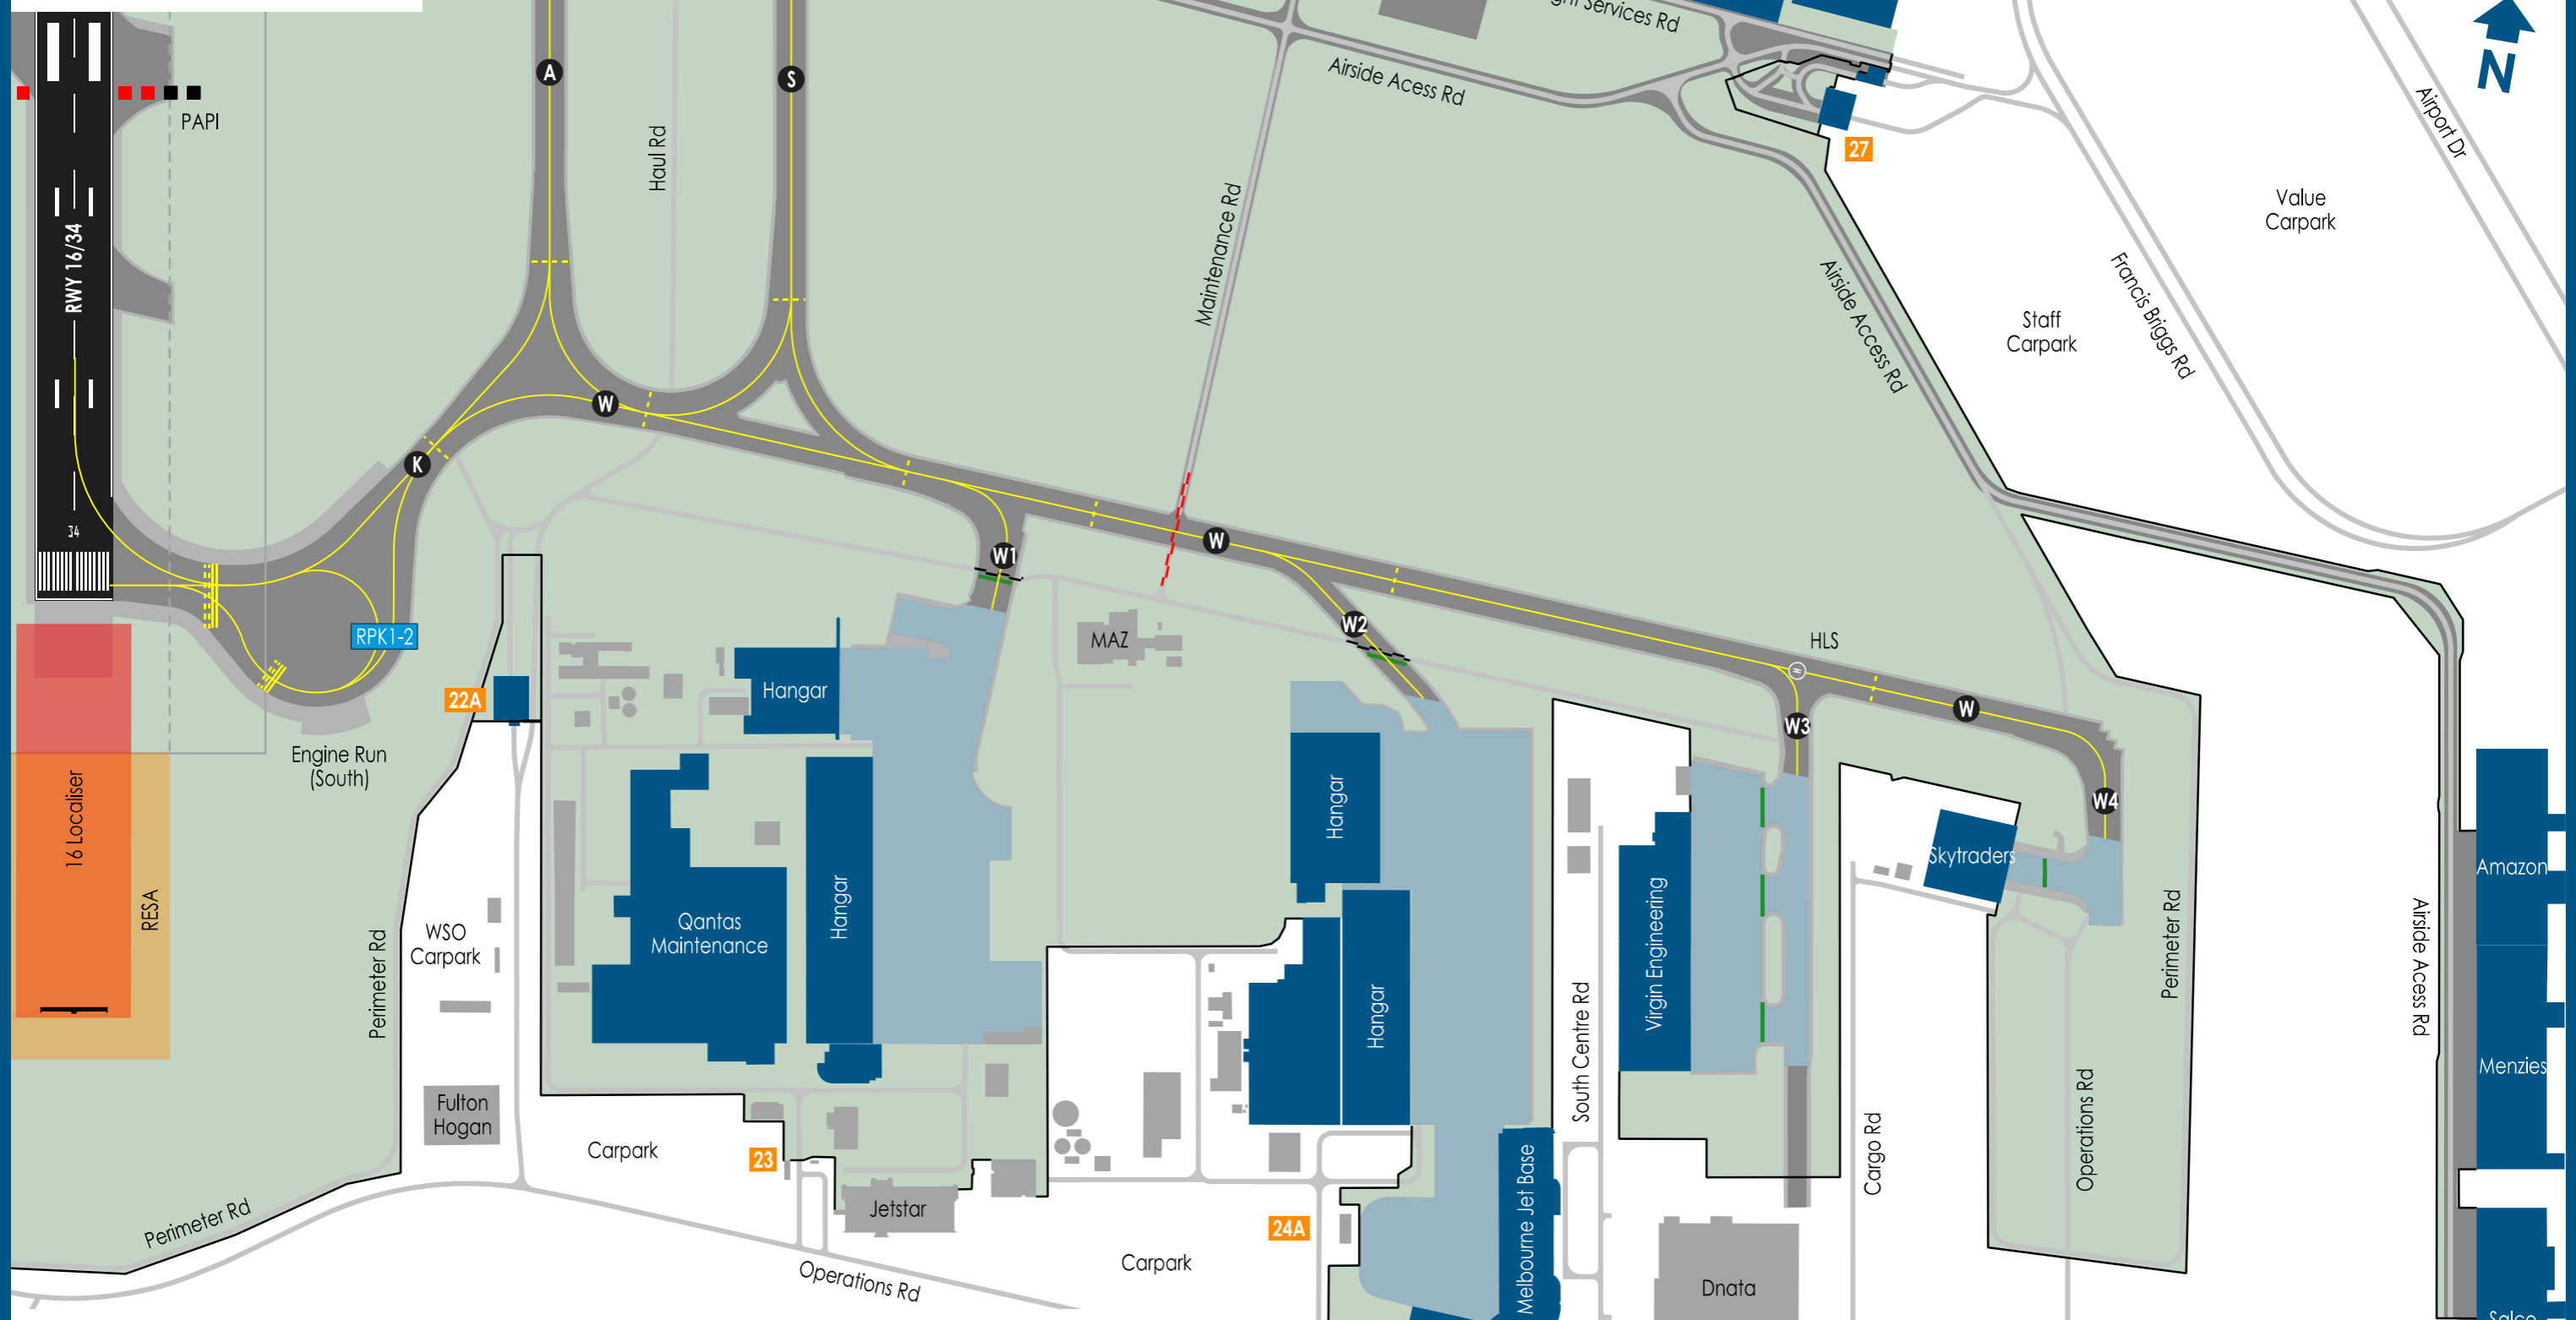 ght Services Rd
Airside Acess Rd
N
A
S
PAPI
Haul Rd
27
Airport Dr
Value
Carpark
RWY 16/34
Maintenance Rd
Airside Access Rd
Francis Briggs Rd
Staff
Carpark
W
K
34
W1
W
W2
HLS
RPK1-2
MAZ
22A
Hangar
W3
W
Engine Run
(South)
16 Localiser
Hangar
W4
Skytraders
Amazon
RESA
WSO
Carpark
Perimeter Rd
Qantas
Maintenance
Hangar
Hangar
Virgin Engineering
South Centre Rd
Perimeter Rd
Airside Acess Rd
Menzies
Fulton
Hogan
Carpark
23
Cargo Rd
Operations Rd
Perimeter Rd
Jetstar
24A
Melbourne Jet Base
Operations Rd
Carpark
Dnata